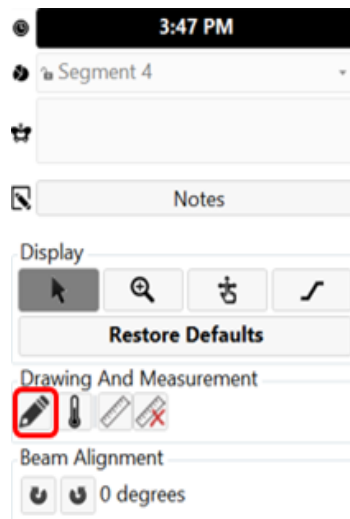 3:47 PM
Segment 4
Notes
Display
Restore Defaults
Drawing And Measurement
Beam Alignment
0 degrees